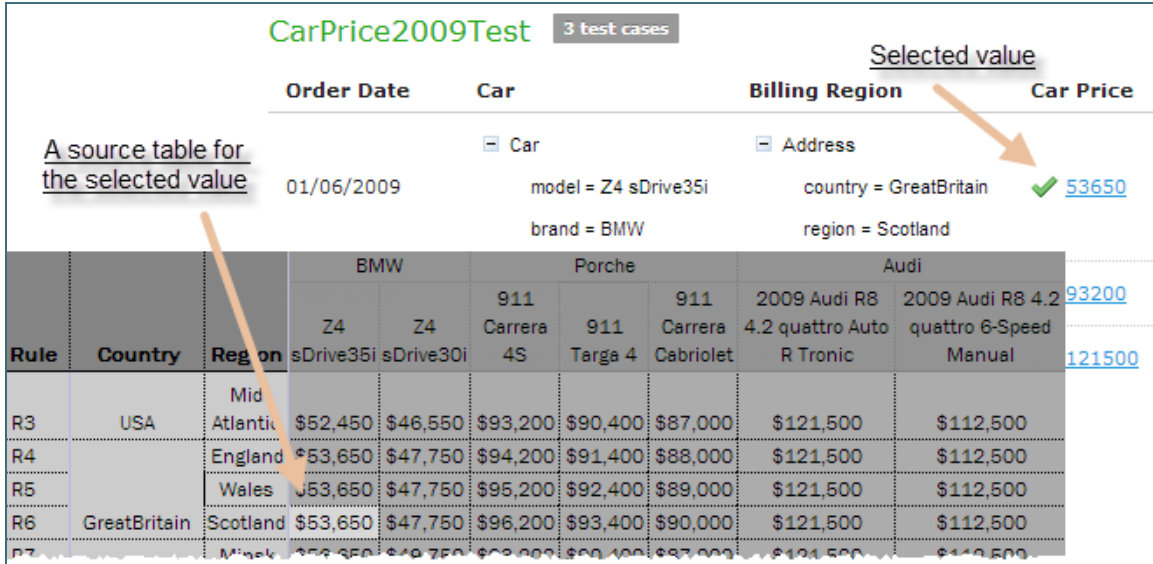 CarPrice2009Test 3 test cases
Selected value
Order Date Car Billing Region Car Price
A source table for
the selected value
Car Address
01/06/2009 model = Z4 sDrive35i country = GreatBritain 53650
brand = BMW region = Scotland
BMW Porche Audi
911 911 2009 Audi R8 2009 Audi R8 4.2 93200
Z4 Z4 Carrera 911 Carrera 4.2 quattro Auto quattro 6-Speed
Rule Country Region sDrive35i sDrive30i 4S Targa 4 Cabriolet R Tronic Manual 121500
Mid
R3 USA Atlantic $52,450 $46,550 $93,200 $90,400 $87,000 $121,500 $112,500
R4 England $53,650 $47,750 $94,200 $91,400 $88,000 $121,500 $112,500
R5 Wales $53,650 $47,750 $95,200 $92,400 $89,000 $121,500 $112,500
R6 GreatBritain Scotland $53,650 $47,750 $96,200 $93,400 $90,000 $121,500 $112,500